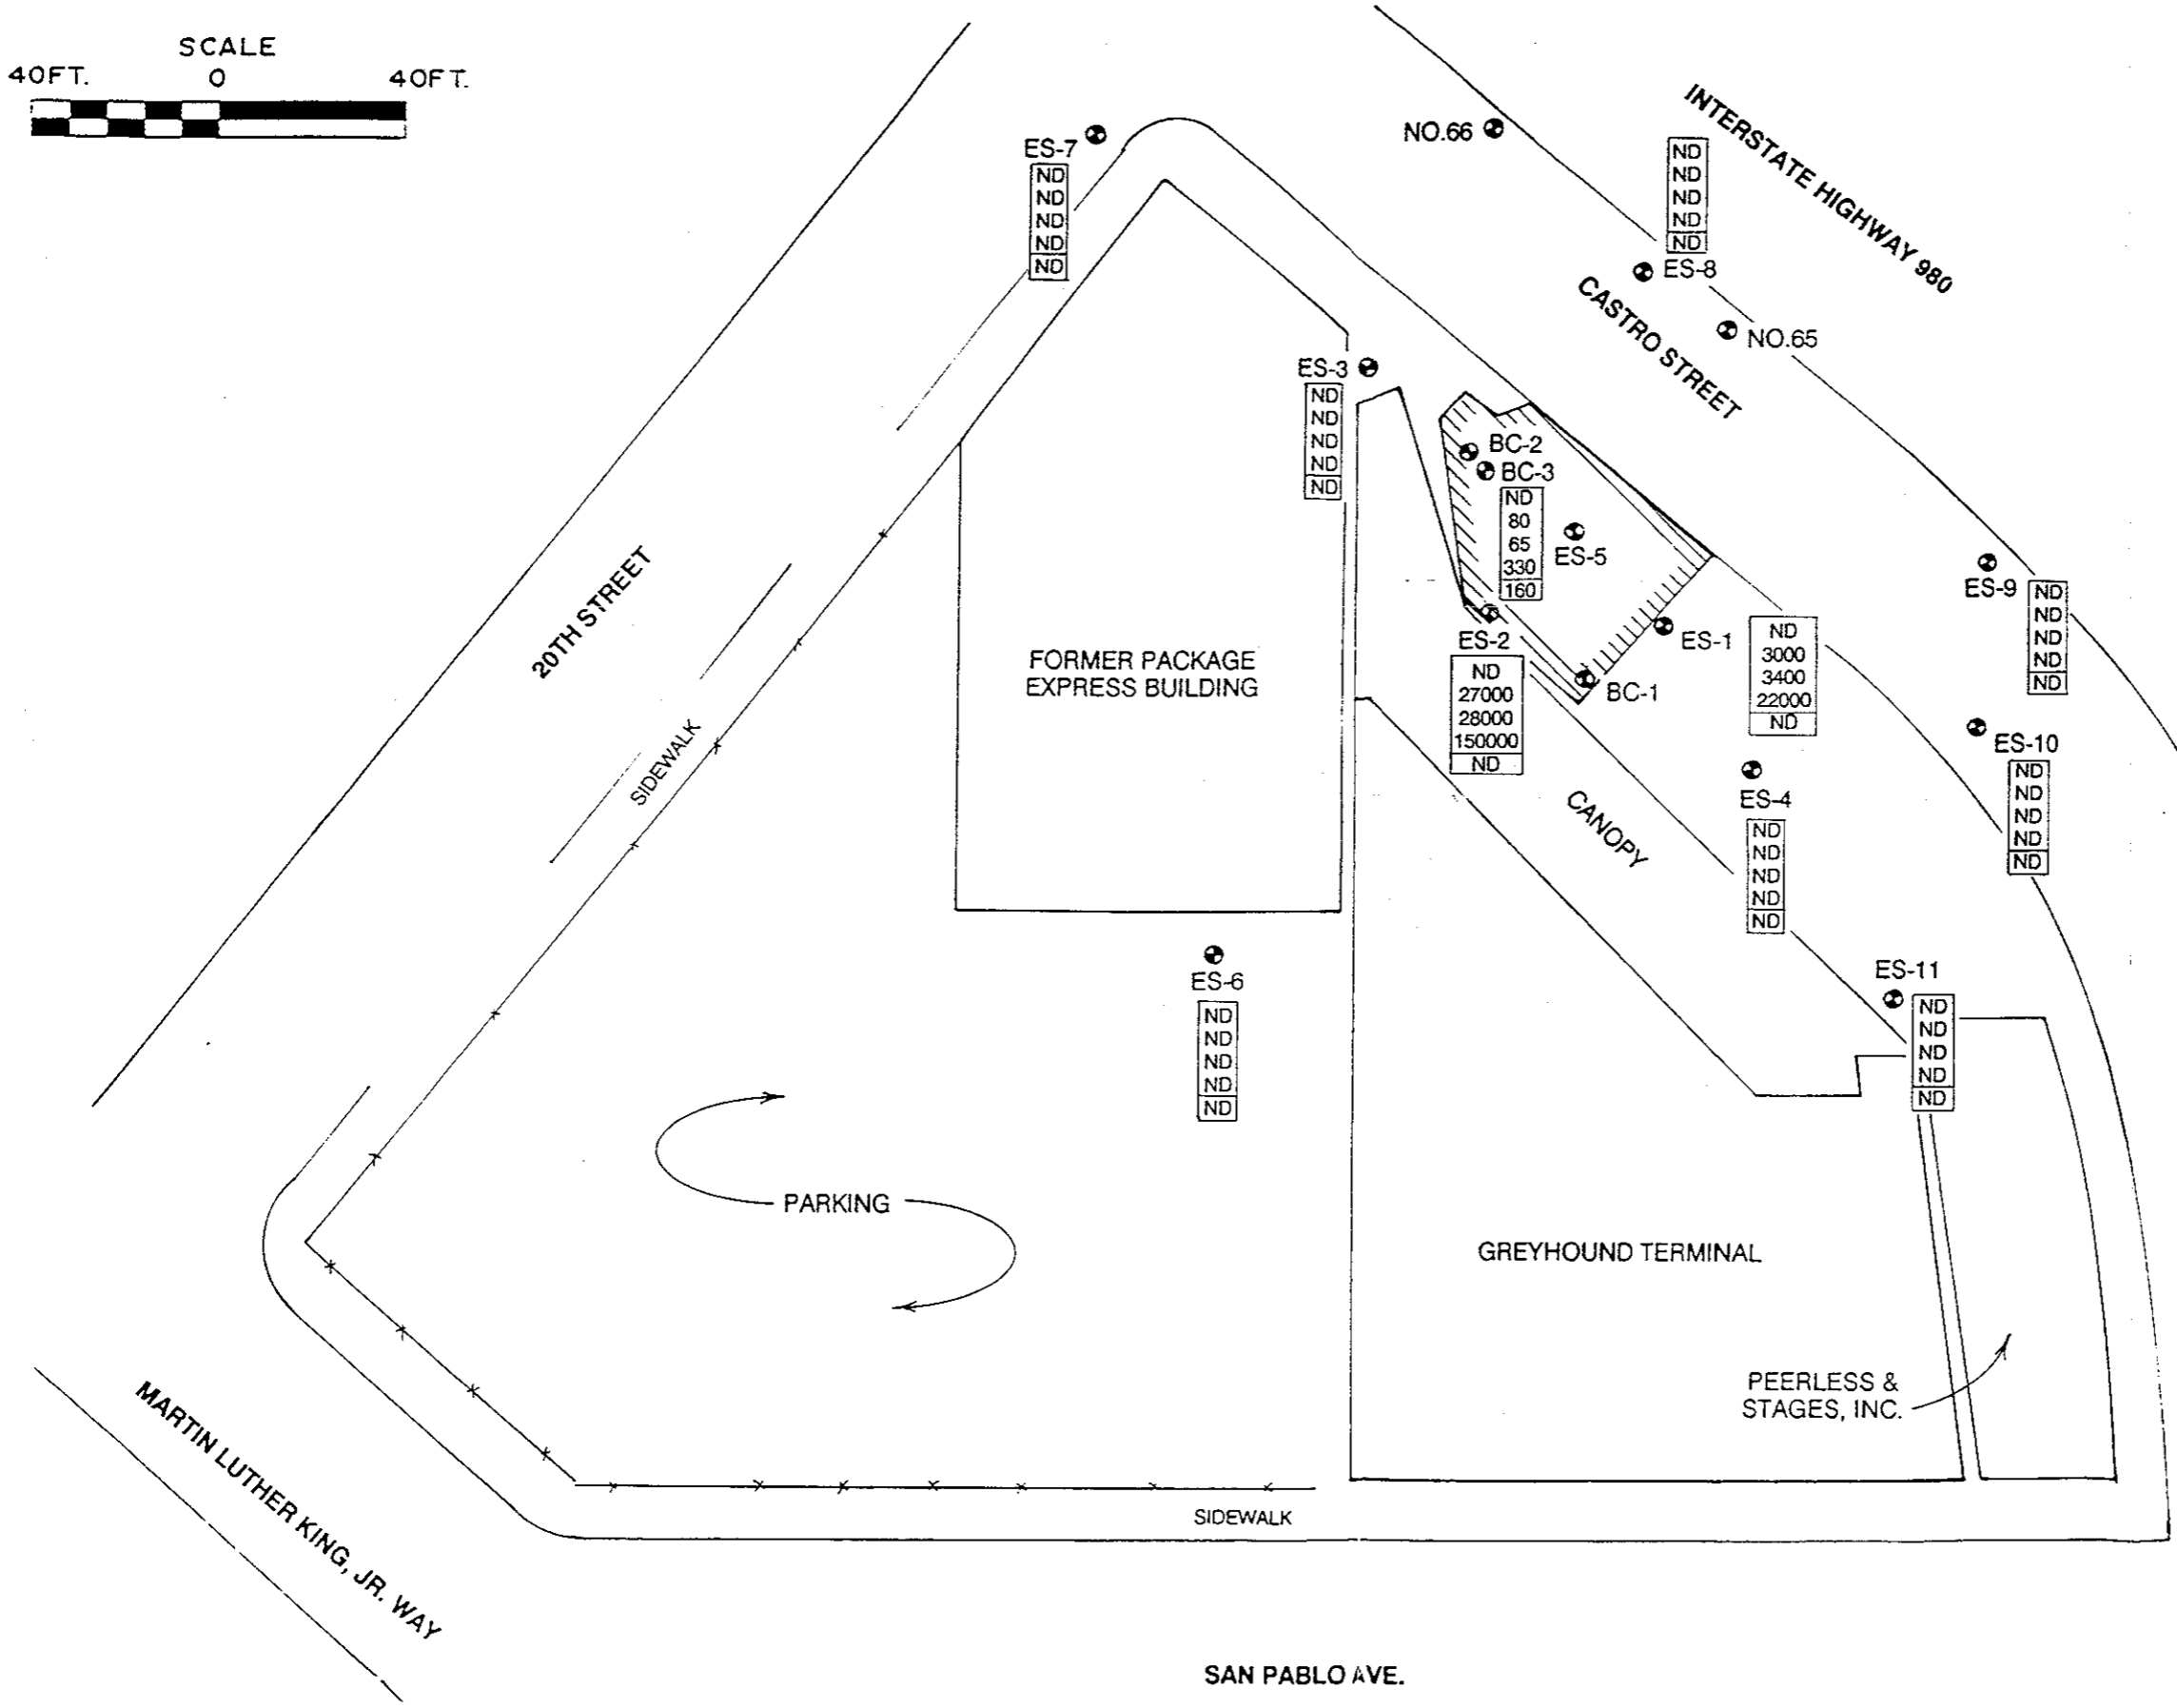 SCALE
40FT. 0 40FT.
INTERSTATE HIGHWAY 980
CASTRO STREET
NO.66
ES-7
ND
ND
ND
ND
ND
ND
ND
ND
ND
ND
ES-8
NO.65
ES-3
ND
ND
ND
ND
ND
BC-2
BC-3
ND
80
65
330
160
ES-5
ES-9
ND
ND
ND
ND
ND
ES-2
ND
27000
28000
150000
ND
ES-1
ND
3000
3400
22000
ND
BC-1
20TH STREET
SIDEWALK
FORMER PACKAGE
EXPRESS BUILDING
ES-10
ND
ND
ND
ND
ND
ES-4
ND
ND
ND
ND
ND
CANOPY
ES-6
ND
ND
ND
ND
ND
ES-11
ND
ND
ND
ND
ND
PARKING
GREYHOUND TERMINAL
PEERLESS &
STAGES, INC.
MARTIN LUTHER KING, JR. WAY
SIDEWALK
SAN PABLO AVE.